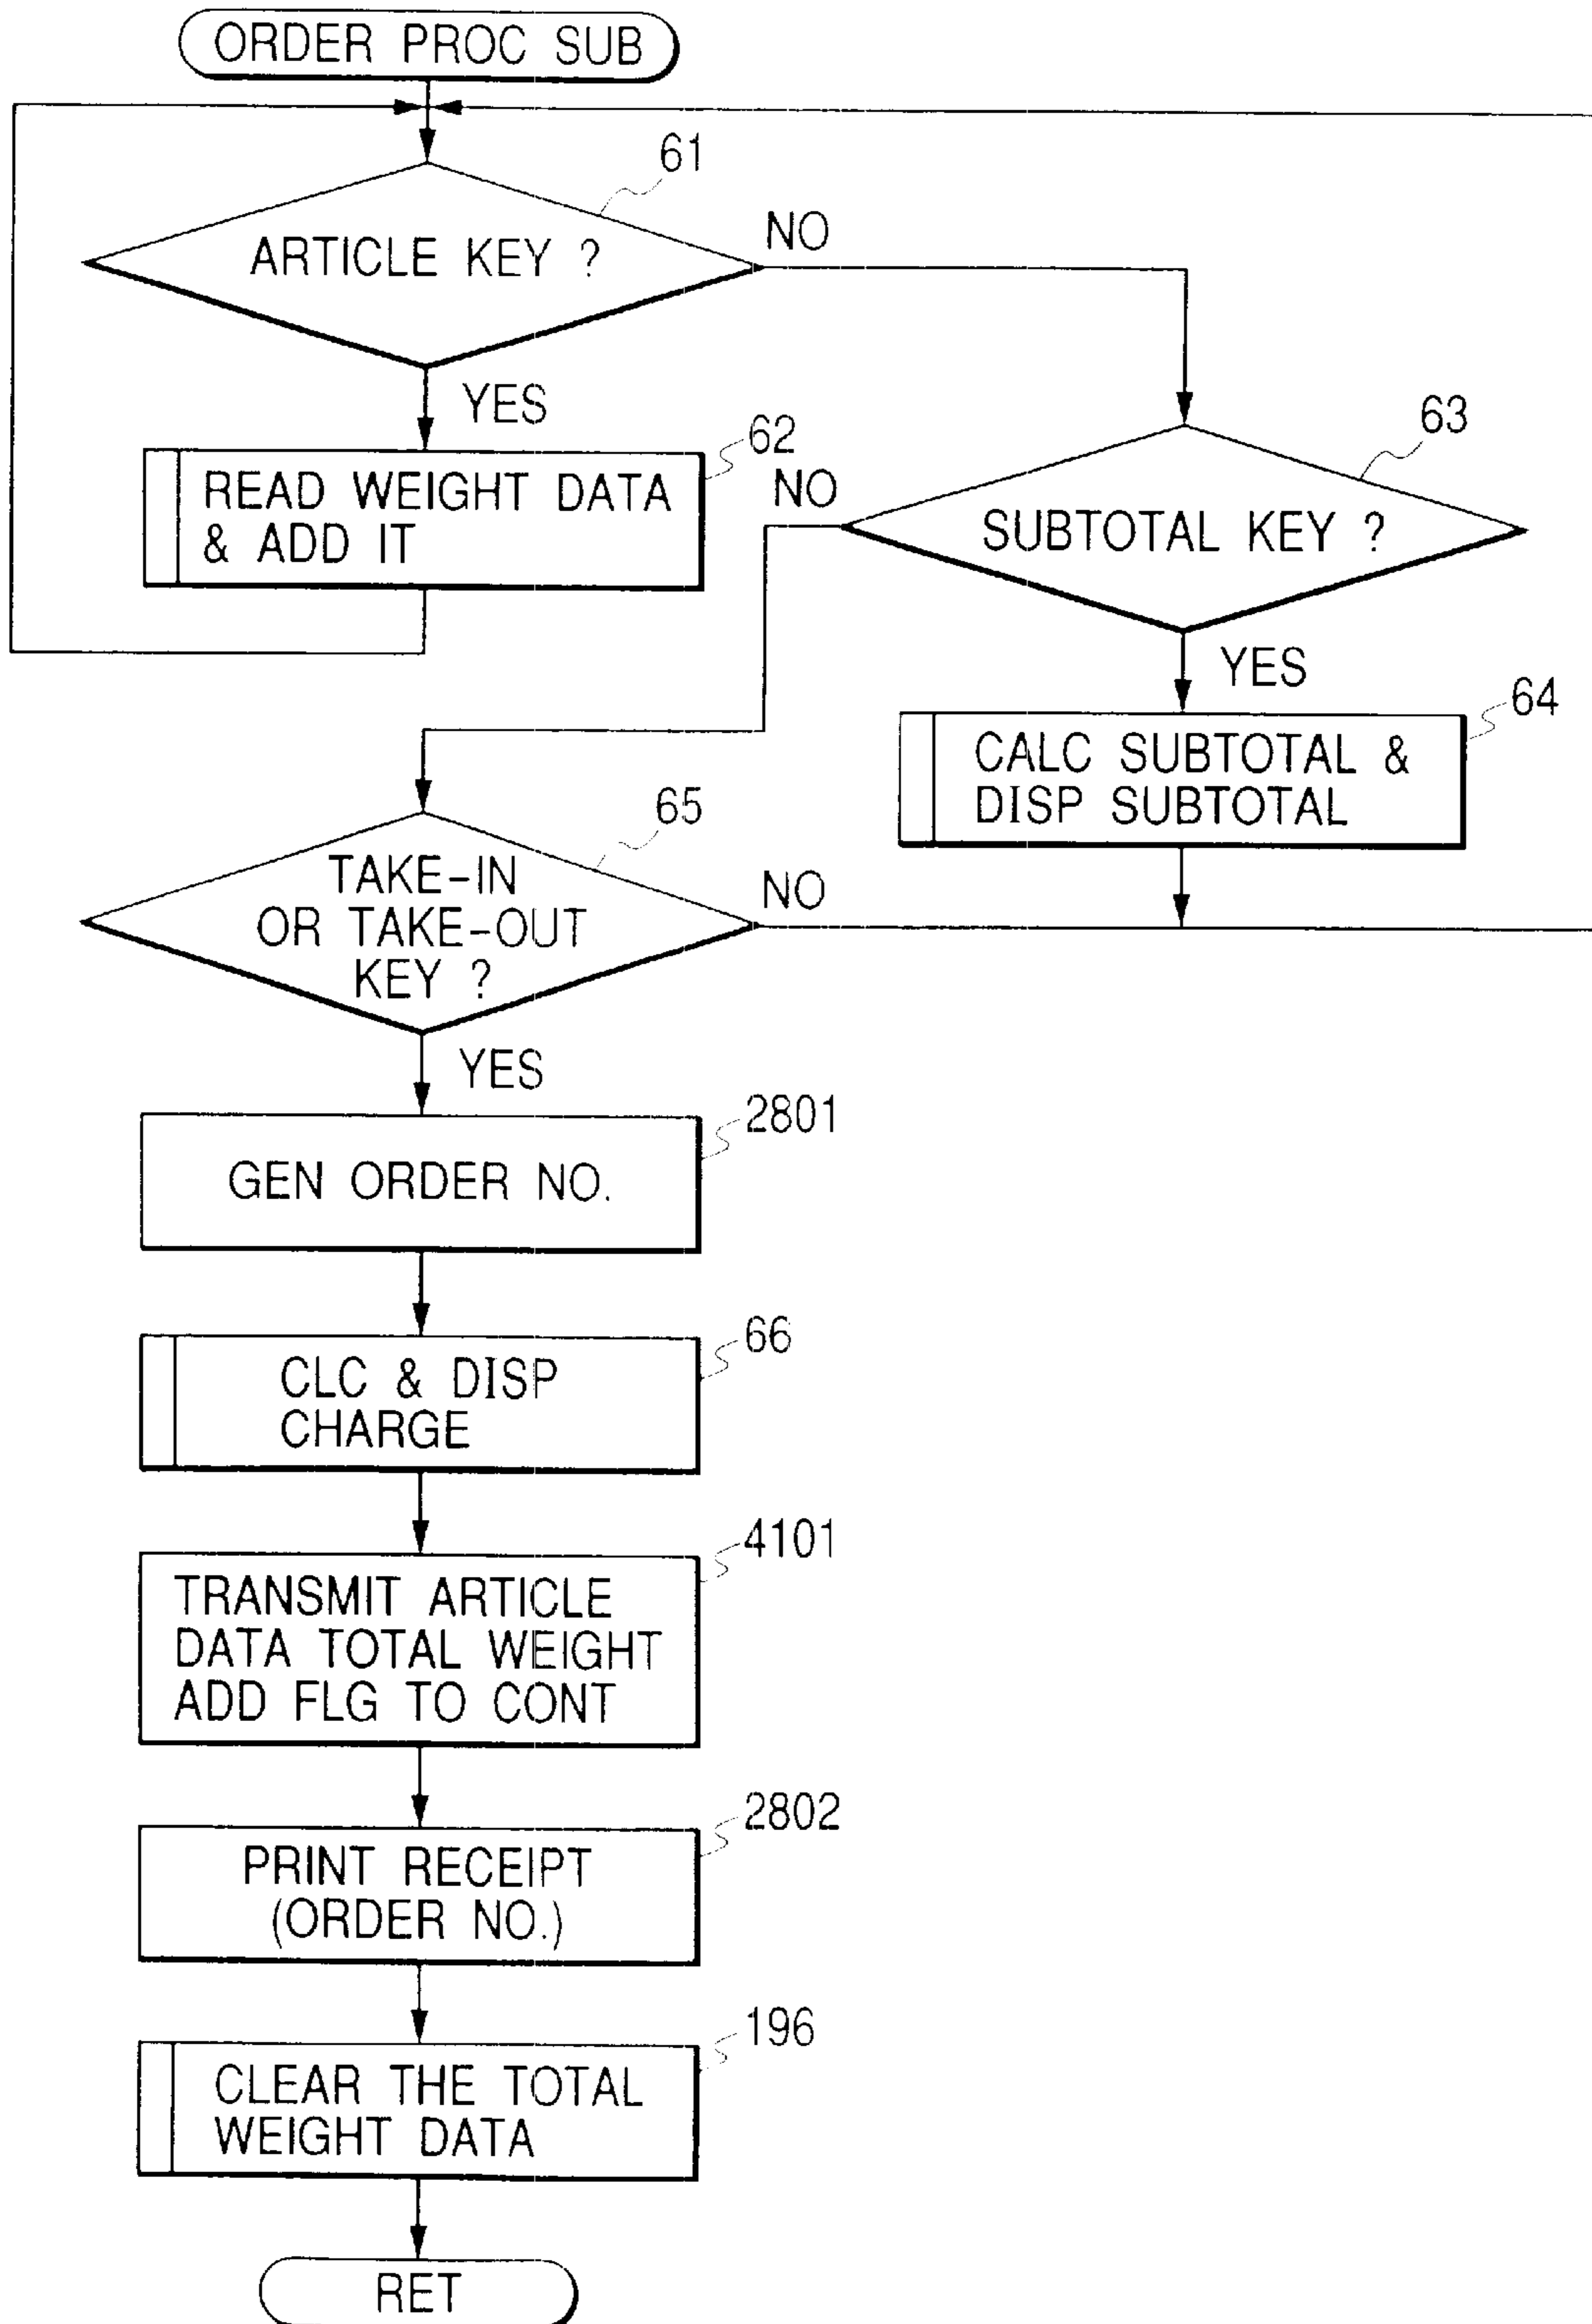 ORDER PROC SUB
61
ARTICLE KEY ?
NO
YES
62
READ WEIGHT DATA
& ADD IT
63
NO
SUBTOTAL KEY ?
YES
64
CALC SUBTOTAL &
DISP SUBTOTAL
65
TAKE-IN
OR TAKE-OUT
KEY ?
NO
YES
2801
GEN ORDER NO.
66
CLC & DISP
CHARGE
4101
TRANSMIT ARTICLE
DATA TOTAL WEIGHT
ADD FLG TO CONT
2802
PRINT RECEIPT
(ORDER NO.)
196
CLEAR THE TOTAL
WEIGHT DATA
RET